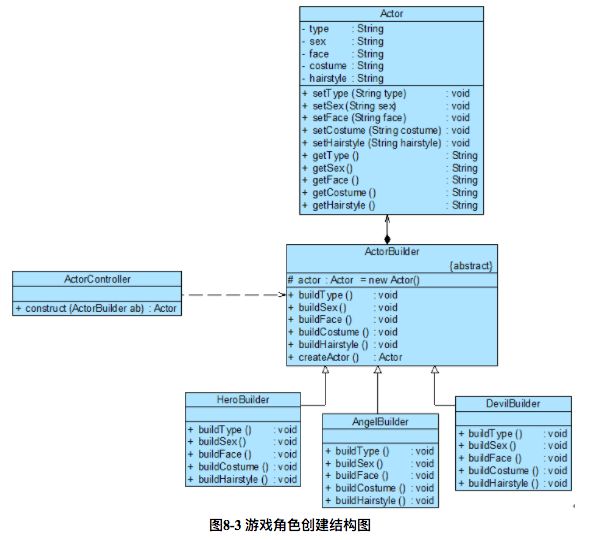 Actor
- type : String
- sex : String
- face : String
- costume : String
- hairstyle : String
+ setType (String type) : void
+ setSex (String sex) : void
+ setFace (String face) : void
+ setCostume (String costume) : void
+ setHairstyle (String hairstyle) : void
+ getType () : String
+ getSex () : String
+ getFace () : String
+ getCostume () : String
+ getHairstyle () : String
ActorBuilder
{abstract}
# actor : Actor = new Actor()
+ buildType () : void
+ buildSex () : void
+ buildFace () : void
+ buildCostume () : void
+ buildHairstyle () : void
+ createActor () : Actor
ActorController
+ construct (ActorBuilder ab) : Actor
HeroBuilder
+ buildType () : void
+ buildSex () : void
+ buildFace () : void
+ buildCostume () : void
+ buildHairstyle () : void
AngelBuilder
+ buildType () : void
+ buildSex () : void
+ buildFace () : void
+ buildCostume () : void
+ buildHairstyle () : void
DevilBuilder
+ buildType () : void
+ buildSex () : void
+ buildFace () : void
+ buildCostume () : void
+ buildHairstyle () : void
图8-3 游戏角色创建结构图